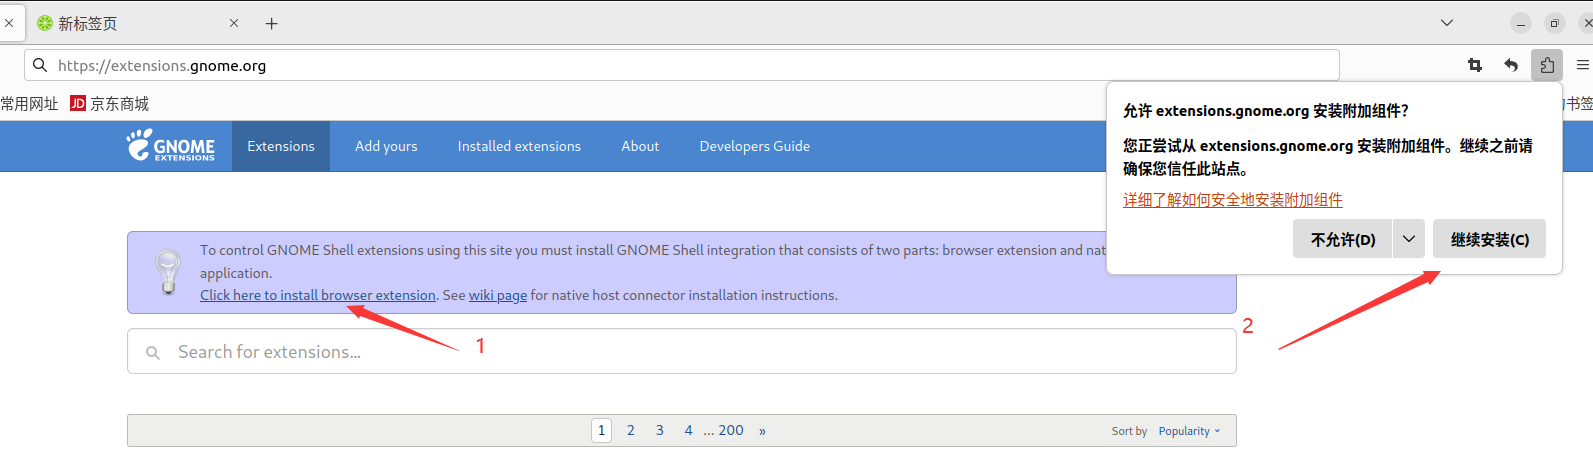 新标签页
https://extensions.gnome.org
常用网址 JD 京东商城
的书签
允许 extensions.gnome.org 安装附加组件?
您正尝试从 extensions.gnome.org 安装附加组件。继续之前请
确保您信任此站点。
详细了解如何安全地安装附加组件
不允许(D)
继续安装(C)
GNOME
EXTENSIONS
Extensions
Add yours
Installed extensions
About
Developers Guide
To control GNOME Shell extensions using this site you must install GNOME Shell integration that consists of two parts: browser extension and
application.
Click here to install browser extension. See wiki page for native host connector installation instructions.
1
2
Search for extensions...
1 2 3 4 ... 200 »
Sort by Popularity